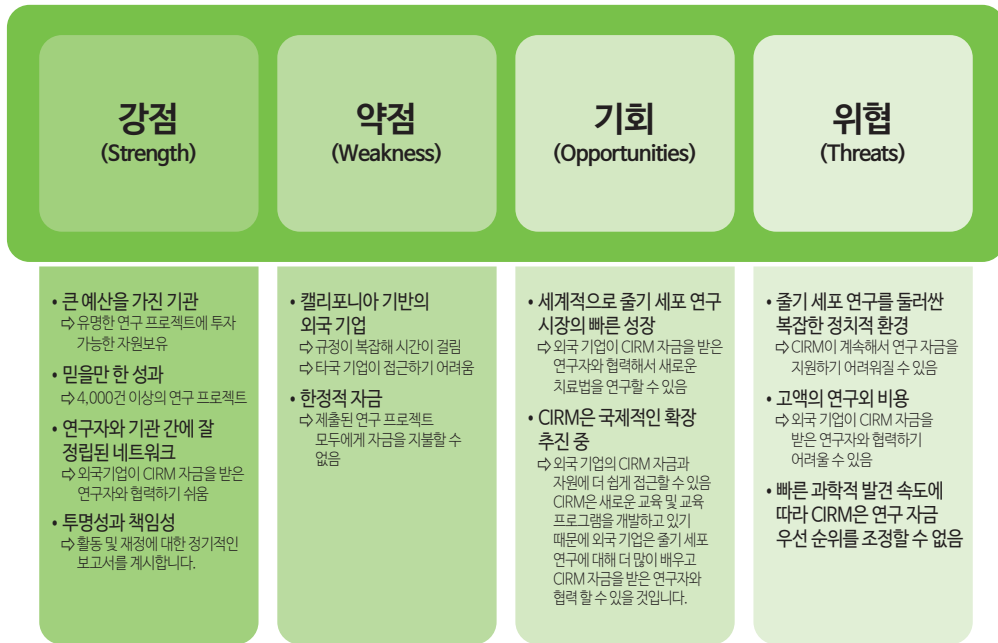 강점
(Strength)
약점
(Weakness)
기회
(Opportunities)
위협
(Threats)
• 큰 예산을 가진 기관
⇨ 유명한 연구 프로젝트에 투자
가능한 자원보유
• 믿을만 한 성과
⇨ 4,000건 이상의 연구 프로젝트
• 연구자와 기관 간에 잘
정립된 네트워크
⇨ 외국기업이 CIRM 자금을 받은
연구자와 협력하기 쉬움
• 투명성과 책임성
⇨ 활동 및 재정에 대한 정기적인
보고서를 계시합니다.
• 캘리포니아 기반의
외국 기업
⇨ 규정이 복잡해 시간이 걸림
⇨ 타국 기업이 접근하기 어려움
• 한정적 자금
⇨ 제출된 연구 프로젝트
모두에게 자금을 지불할 수
없음
• 세계적으로 줄기 세포 연구
시장의 빠른 성장
⇨ 외국 기업이 CIRM 자금을 받은
연구자와 협력해서 새로운
치료법을 연구할 수 있음
• CIRM은 국제적인 확장
추진 중
⇨ 외국 기업의 CIRM 자금과
자원에 더 쉽게 접근할 수 있음
CIRM은 새로운 교육 및 교육
프로그램을 개발하고 있기
때문에 외국 기업은 줄기 세포
연구에 대해 더 많이 배우고
CIRM 자금을 받은 연구자와
협력 할 수 있을 것입니다.
• 줄기 세포 연구를 둘러싼
복잡한 정치적 환경
⇨ CIRM이 계속해서 연구 자금을
지원하기 어려워질 수 있음
• 고액의 연구외 비용
⇨ 외국 기업이 CIRM 자금을
받은 연구자와 협력하기
어려울 수 있음
• 빠른 과학적 발견 속도에
따라 CIRM은 연구 자금
우선 순위를 조정할 수 없음